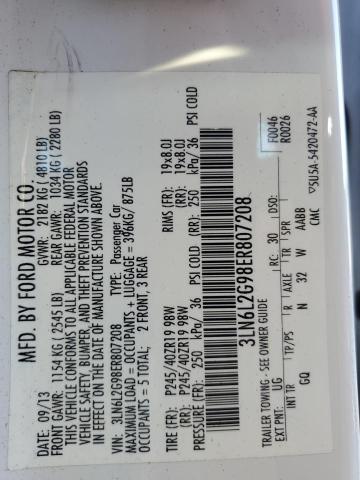 MFD. BY FORD MOTOR CO.
DATE: 09/13 GVWR: 2182 KG ( 4810 LB)
FRONT GAWR: 1154 KG ( 2545 LB) REAR GAWR: 1034 KG ( 2280 LB)
THIS VEHICLE CONFORMS TO ALL APPLICABLE FEDERAL MOTOR
VEHICLE SAFETY, BUMPER, AND THEFT PREVENTION STANDARDS
IN EFFECT ON THE DATE OF MANUFACTURE SHOWN ABOVE.
VIN: 3LN6L2G98ER807208 TYPE: Passenger Car
MAXIMUM LOAD = OCCUPANTS + LUGGAGE = 396KG/ 875LB
OCCUPANTS = 5 TOTAL; 2 FRONT, 3 REAR
TIRE (FR): P245/40ZR19 98W RIMS (FR): 19x8.0J
TIRE (RR): P245/40ZR19 98W (RR): 19x8.0J
PRESSURE (FR): 250 kPa/ 36 PSI COLD (RR): 250 kPa/ 36 PSI COLD
3LN6L2G98ER807208
F0046
R0026
TRAILER TOWING - SEE OWNER GUIDE
EXT PNT: UG RC: 30 DSO:
INT TR TP/PS R AXLE TR SPR
GQ N 32 W AABB
CMC 5U5A-5420472-AA